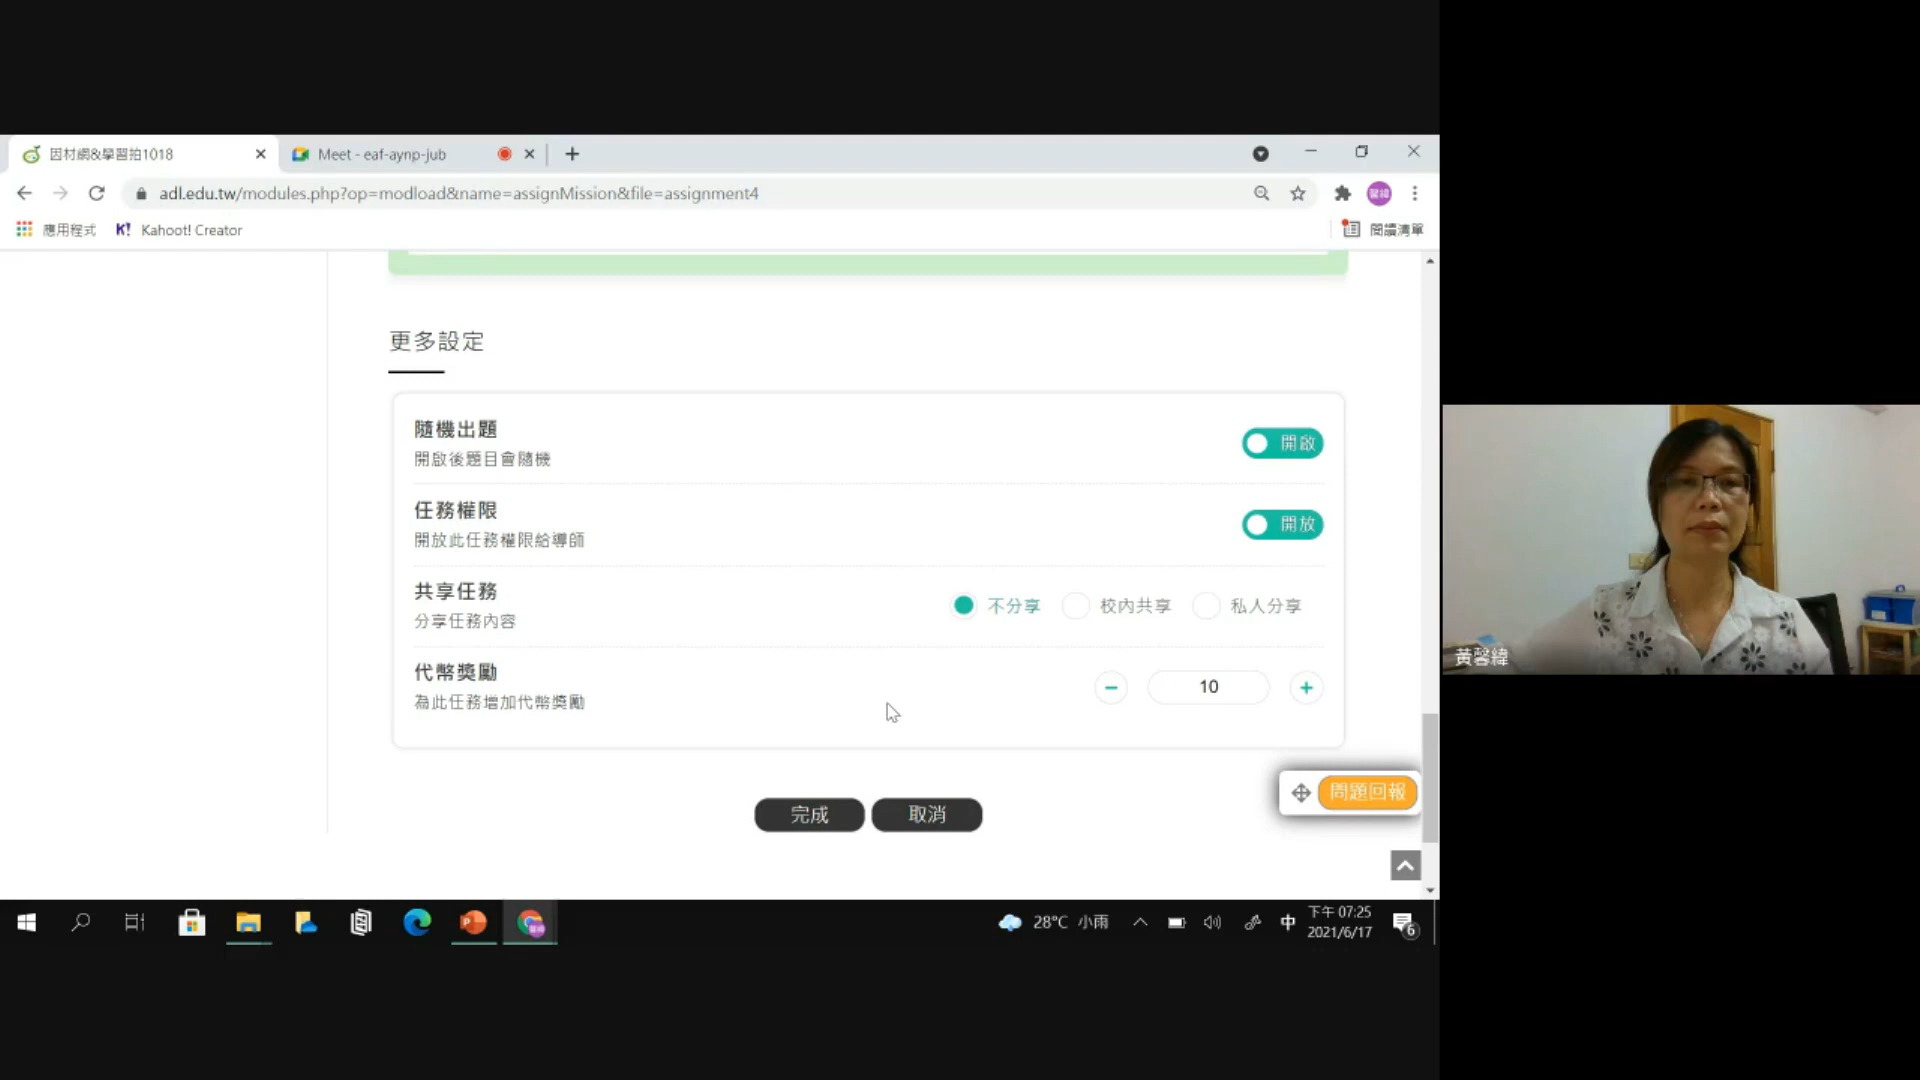 因材網&學習拍1018
Meet - eaf-aynp-jub
adl.edu.tw/modules.php?op=modload&name=assignMission&file=assignment4
馨緯
應用程式
K! Kahoot! Creator
閱讀清單
更多設定
隨機出題
開啟後題目會隨機
開啟
任務權限
開放此任務權限給導師
開放
共享任務
分享任務內容
不分享 校內共享 私人分享
代幣獎勵
為此任務增加代幣獎勵
10
問題回報
完成 取消
黃馨緯
28°C 小雨
中
下午 07:25
2021/6/17
6